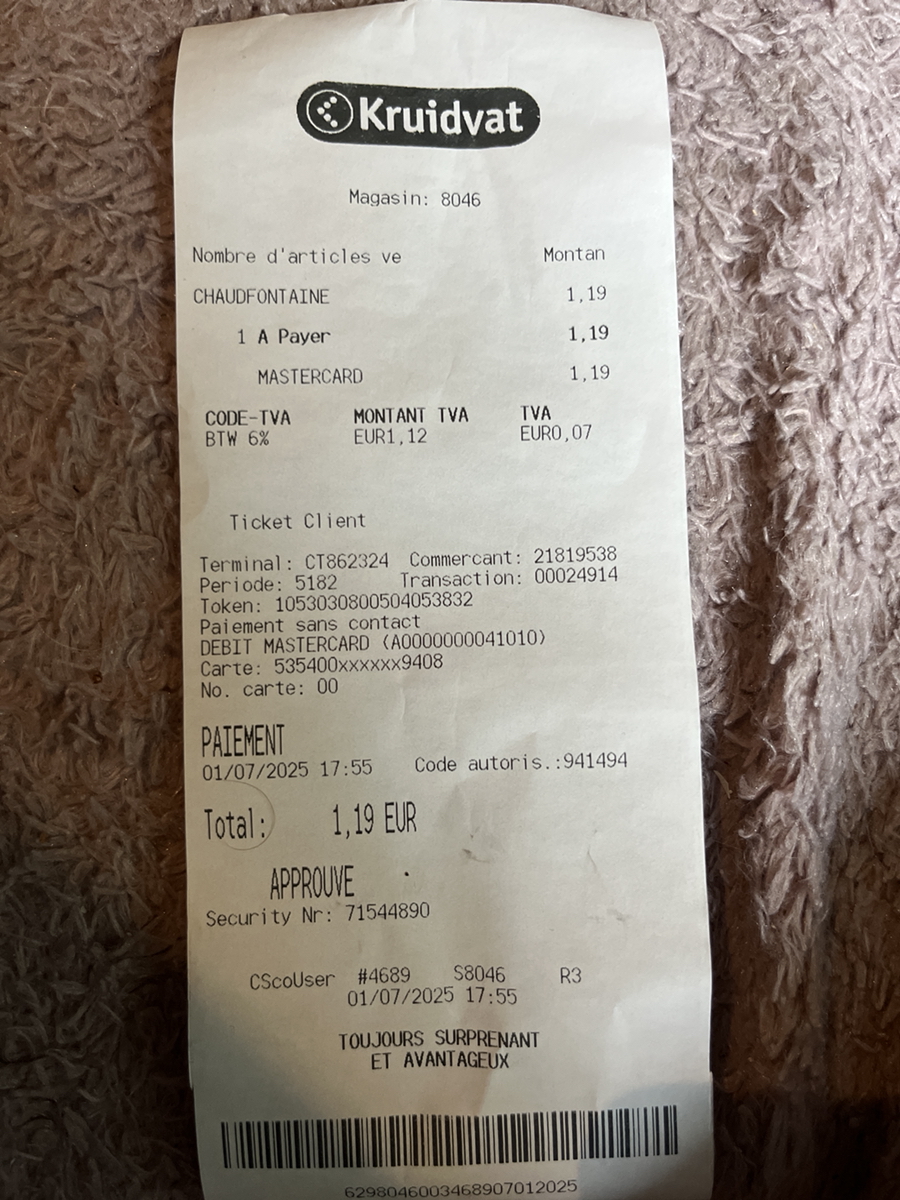 Kruidvat
Magasin: 8046
Nombre d'articles ve Montan
CHAUDFONTAINE 1,19
1 A Payer 1,19
MASTERCARD 1,19
CODE-TVA MONTANT TVA TVA
BTW 6% EUR1,12 EUR0,07
Ticket Client
Terminal: CT862324 Commercant: 21819538
Periode: 5182 Transaction: 00024914
Token: 1053030800504053832
Paiement sans contact
DEBIT MASTERCARD (A0000000041010)
Carte: 535400xxxxxx9408
No. carte: 00
PAIEMENT
01/07/2025 17:55 Code autoris.:941494
Total: 1,19 EUR
APPROUVE
Security Nr: 71544890
CScoUser #4689 S8046 R3
01/07/2025 17:55
TOUJOURS SURPRENANT
ET AVANTAGEUX
6298046003468907012025